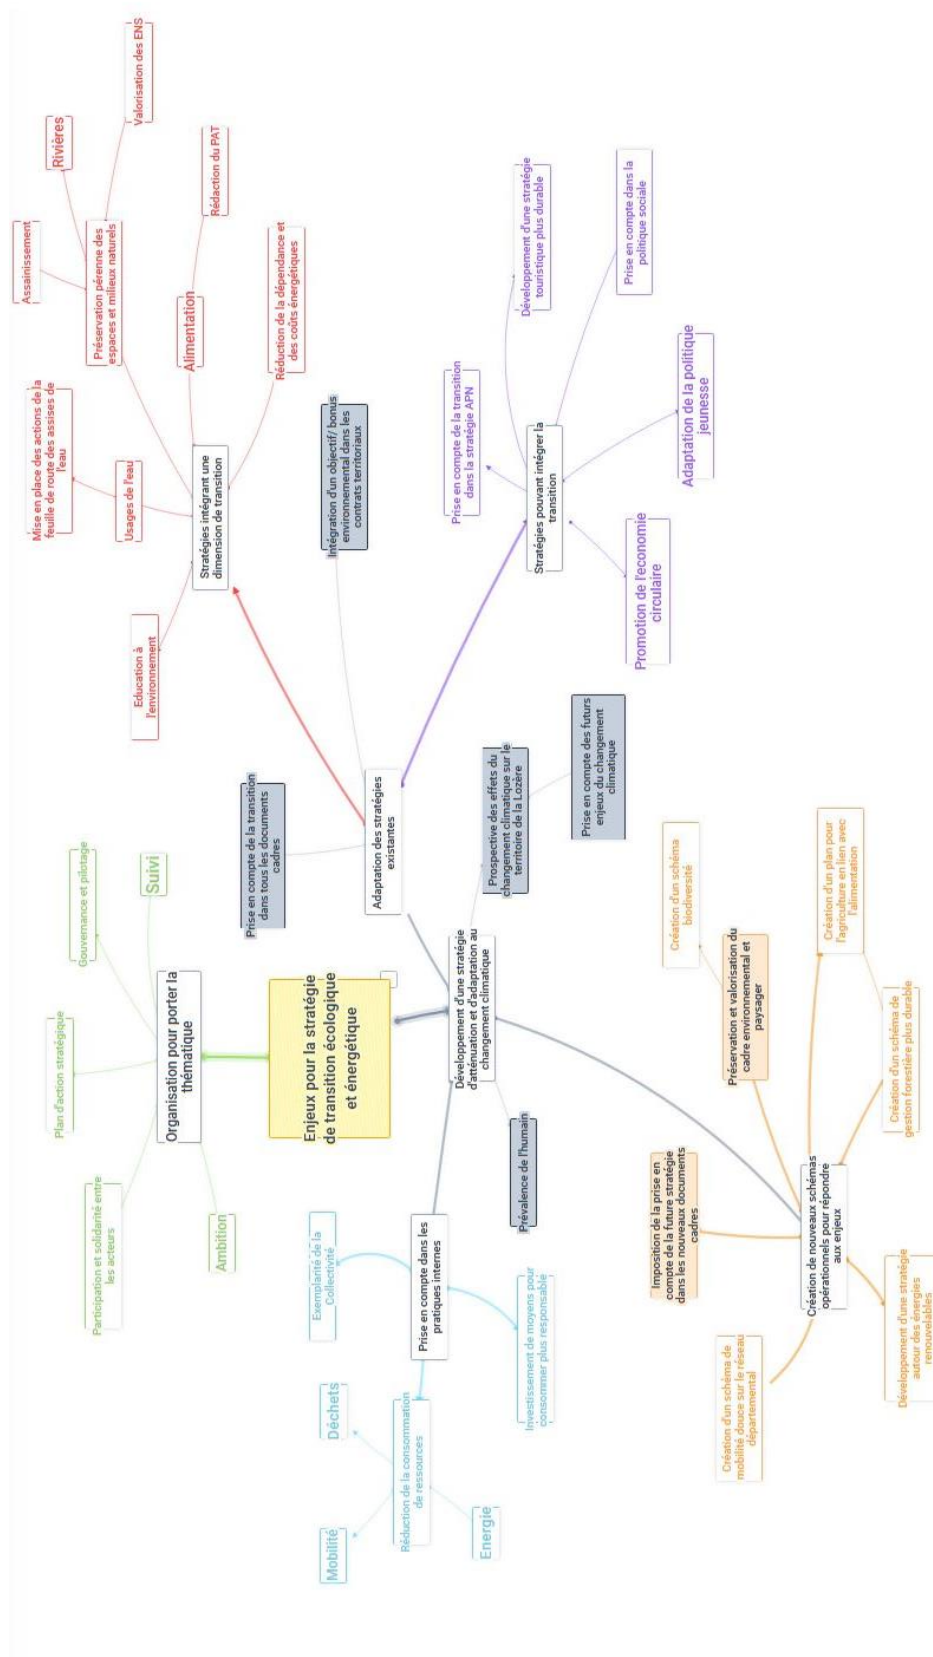 Enjeux pour la stratégie
de transition écologique
et énergétique
Organisation pour porter la
thématique
Ambition
Participation et solidarité entre
les acteurs
Plan d'action stratégique
Gouvernance et pilotage
Suivi
Développement d'une stratégie
d'atténuation et d'adaptation au
changement climatique
Prévalence de l'humain
Prospective des effets du
changement climatique sur le
territoire de la Lozère
Prise en compte des futurs
enjeux du changement
climatique
Prise en compte dans les
pratiques internes
Exemplarité de la
Collectivité
Investissement de moyens pour
consommer plus responsable
Réduction de la consommation
de ressources
Déchets
Mobilité
Energie
Adaptation des stratégies
existantes
Prise en compte de la transition
dans tous les documents
cadres
Intégration d'un objectif/ bonus
environnemental dans les
contrats territoriaux
Stratégies intégrant une
dimension de transition
Education à
l'environnement
Usages de l'eau
Mise en place des actions de la
feuille de route des assises de
l'eau
Préservation pérenne des
espaces et milieux naturels
Assainissement
Rivières
Valorisation des ENS
Alimentation
Rédaction du PAT
Réduction de la dépendance et
des coûts énergétiques
Stratégies pouvant intégrer la
transition
Prise en compte de la transition
dans la stratégie APN
Développement d'une stratégie
touristique plus durable
Prise en compte dans la
politique sociale
Adaptation de la politique
jeunesse
Promotion de l'economie
circulaire
Création de nouveaux schémas
opérationnels pour répondre
aux enjeux
Imposition de la prise en
compte de la future stratégie
dans les nouveaux documents
cadres
Préservation et valorisation du
cadre environnemental et
paysager
Création d'un schéma
biodiversité
Création d'un plan pour
l'agriculture en lien avec
l'alimentation
Création d'un schéma de
gestion forestière plus durable
Développement d'une stratégie
autour des énergies
renouvelables
Création d'un schéma de
mobilité douce sur le réseau
départemental